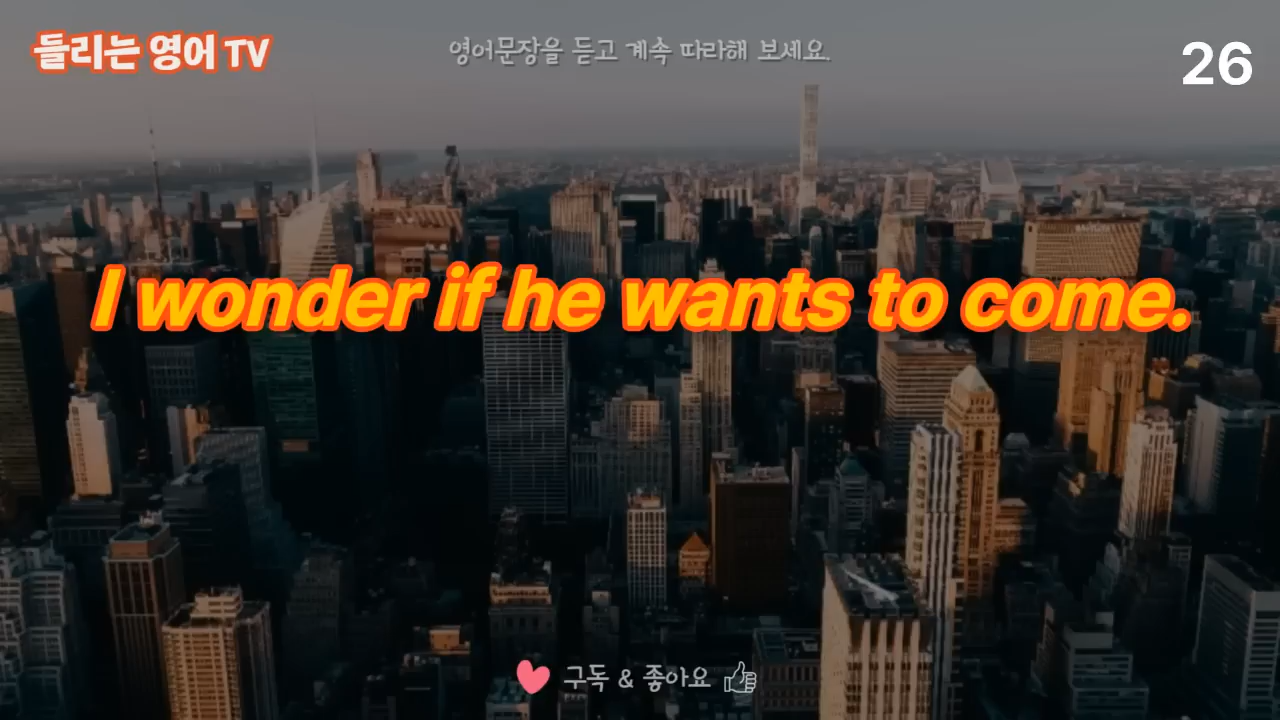 들리는 영어 TV
영어문장을 듣고 계속 따라해 보세요.
26
I wonder if he wants to come.
구독 & 좋아요